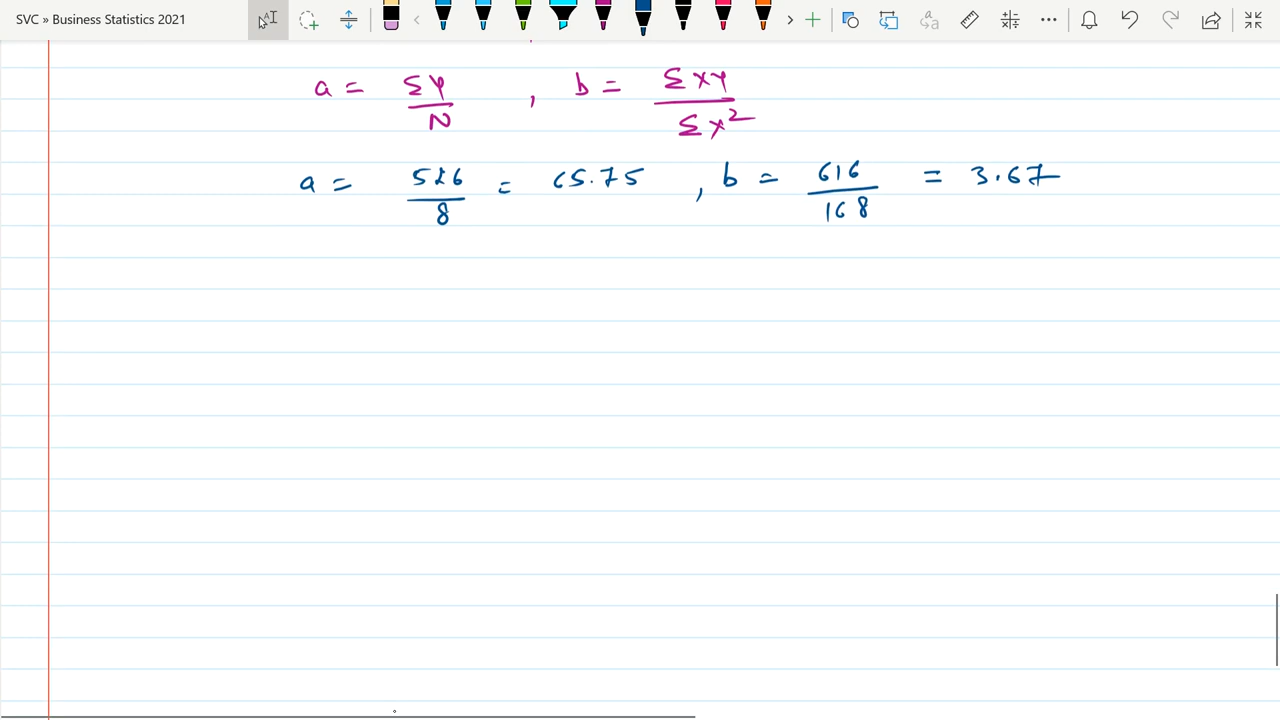 SVC » Business Statistics 2021
a = ΣY/N , b = ΣXY/ΣX²
a = 526/8 = 65.75 , b = 616/168 = 3.67